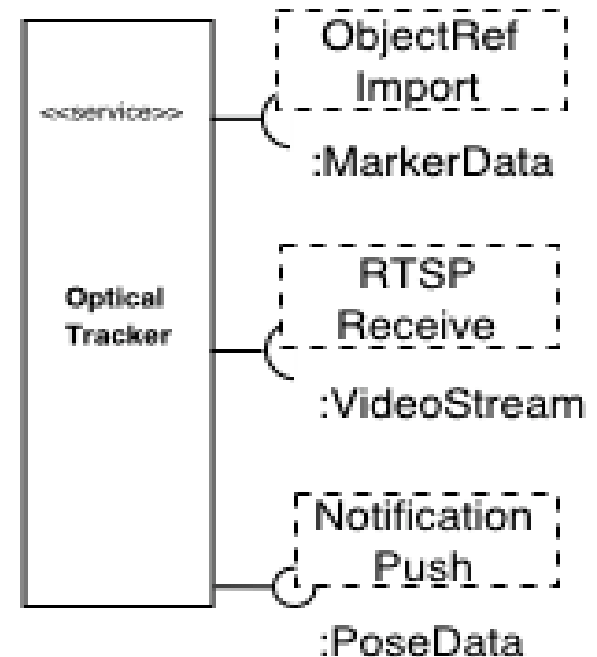 <<service>>
Optical
Tracker
ObjectRef
Import
:MarkerData
RTSP
Receive
:VideoStream
Notification
Push
:PoseData